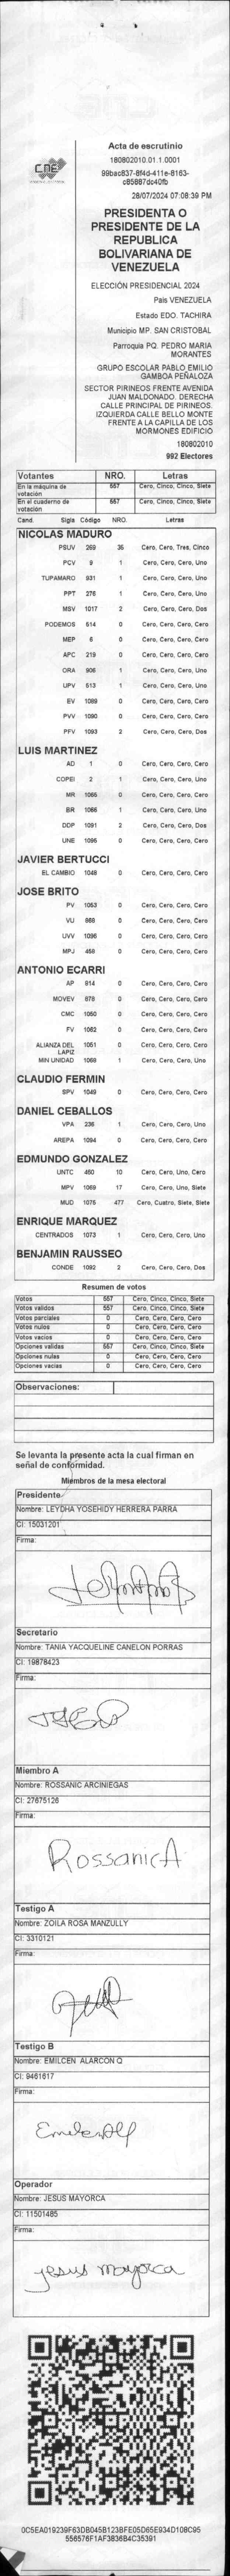 CNE
Acta de escrutinio
180802010.01.1.0001
99bac837-8f4d-411e-8163-
c85887dc40fb
28/07/2024 07:08:39 PM
PRESIDENTA O
PRESIDENTE DE LA
REPUBLICA
BOLIVARIANA DE
VENEZUELA
ELECCIÓN PRESIDENCIAL 2024
Pais VENEZUELA
Estado EDO. TACHIRA
Municipio MP. SAN CRISTOBAL
Parroquia PQ. PEDRO MARIA
MORANTES
GRUPO ESCOLAR PABLO EMILIO
GAMBOA PEÑALOZA
SECTOR PIRINEOS FRENTE AVENIDA
JUAN MALDONADO. DERECHA
CALLE PRINCIPAL DE PIRINEOS.
IZQUIERDA CALLE BELLO MONTE
FRENTE A LA CAPILLA DE LOS
MORMONES EDIFICIO
180802010
992 Electores
Votantes NRO. Letras
En la máquina de votación 557 Cero, Cinco, Cinco, Siete
En el cuaderno de votación 557 Cero, Cinco, Cinco, Siete
Cand. Sigla Código NRO. Letras
NICOLAS MADURO
PSUV 269 35 Cero, Cero, Tres, Cinco
PCV 9 1 Cero, Cero, Cero, Uno
TUPAMARO 931 1 Cero, Cero, Cero, Uno
PPT 276 1 Cero, Cero, Cero, Uno
MSV 1017 2 Cero, Cero, Cero, Dos
PODEMOS 514 0 Cero, Cero, Cero, Cero
MEP 6 0 Cero, Cero, Cero, Cero
APC 219 0 Cero, Cero, Cero, Cero
ORA 906 1 Cero, Cero, Cero, Uno
UPV 513 1 Cero, Cero, Cero, Uno
EV 1089 0 Cero, Cero, Cero, Cero
PVV 1090 0 Cero, Cero, Cero, Cero
PFV 1093 2 Cero, Cero, Cero, Dos
LUIS MARTINEZ
AD 1 0 Cero, Cero, Cero, Cero
COPEI 2 1 Cero, Cero, Cero, Uno
MR 1065 0 Cero, Cero, Cero, Cero
BR 1066 1 Cero, Cero, Cero, Uno
DDP 1091 2 Cero, Cero, Cero, Dos
UNE 1095 0 Cero, Cero, Cero, Cero
JAVIER BERTUCCI
EL CAMBIO 1048 0 Cero, Cero, Cero, Cero
JOSE BRITO
PV 1053 0 Cero, Cero, Cero, Cero
VU 868 0 Cero, Cero, Cero, Cero
UVV 1096 0 Cero, Cero, Cero, Cero
MPJ 458 0 Cero, Cero, Cero, Cero
ANTONIO ECARRI
AP 914 0 Cero, Cero, Cero, Cero
MOVEV 878 0 Cero, Cero, Cero, Cero
CMC 1050 0 Cero, Cero, Cero, Cero
FV 1052 0 Cero, Cero, Cero, Cero
ALIANZA DEL LAPIZ 1051 0 Cero, Cero, Cero, Cero
MIN UNIDAD 1068 1 Cero, Cero, Cero, Uno
CLAUDIO FERMIN
SPV 1049 0 Cero, Cero, Cero, Cero
DANIEL CEBALLOS
VPA 236 1 Cero, Cero, Cero, Uno
AREPA 1094 0 Cero, Cero, Cero, Cero
EDMUNDO GONZALEZ
UNTC 450 10 Cero, Cero, Uno, Cero
MPV 1069 17 Cero, Cero, Uno, Siete
MUD 1075 477 Cero, Cuatro, Siete, Siete
ENRIQUE MARQUEZ
CENTRADOS 1073 1 Cero, Cero, Cero, Uno
BENJAMIN RAUSSEO
CONDE 1092 2 Cero, Cero, Cero, Dos
Resumen de votos
Votos 557 Cero, Cinco, Cinco, Siete
Votos validos 557 Cero, Cinco, Cinco, Siete
Votos parciales 0 Cero, Cero, Cero, Cero
Votos nulos 0 Cero, Cero, Cero, Cero
Votos vacios 0 Cero, Cero, Cero, Cero
Opciones validas 557 Cero, Cinco, Cinco, Siete
Opciones nulas 0 Cero, Cero, Cero, Cero
Opciones vacias 0 Cero, Cero, Cero, Cero
Observaciones:
Se levanta la presente acta la cual firman en
señal de conformidad.
Miembros de la mesa electoral
Presidente
Nombre: LEYDHA YOSEHIDY HERRERA PARRA
CI: 15031201
Firma:
Secretario
Nombre: TANIA YACQUELINE CANELON PORRAS
CI: 19878423
Firma:
Miembro A
Nombre: ROSSANIC ARCINIEGAS
CI: 27675126
Firma:
RossanicA
Testigo A
Nombre: ZOILA ROSA MANZULLY
CI: 3310121
Firma:
Testigo B
Nombre: EMILCEN ALARCON Q
CI: 9461617
Firma:
Operador
Nombre: JESUS MAYORCA
CI: 11501485
Firma:
jesus mayorca
0C5EA019239F63DB045B123BFE05D65E934D108C95
556576F1AF3836B4C35391